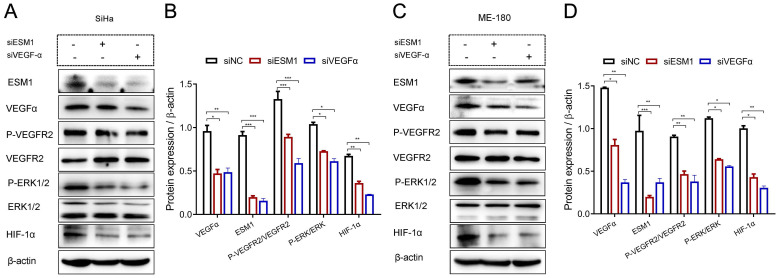 A
SiHa
siESM1 - + -
siVEGF-α - - +
ESM1
VEGFα
P-VEGFR2
VEGFR2
P-ERK1/2
ERK1/2
HIF-1α
β-actin
B
siNC siESM1 siVEGFα
Protein expression / β-actin
1.5
1.0
0.5
0.0
** * *** *** *** *** * * ** **
VEGFα ESM1 P-VEGFR2/VEGFR2 P-ERK/ERK HIF-1α
C
ME-180
siESM1 - + -
siVEGF-α - - +
ESM1
VEGFα
P-VEGFR2
VEGFR2
P-ERK1/2
ERK1/2
HIF-1α
β-actin
D
siNC siESM1 siVEGFα
Protein expression / β-actin
1.5
1.0
0.5
0.0
** * ** *** ** ** * * ** *
VEGFα ESM1 P-VEGFR2/VEGFR2 P-ERK/ERK HIF-1α